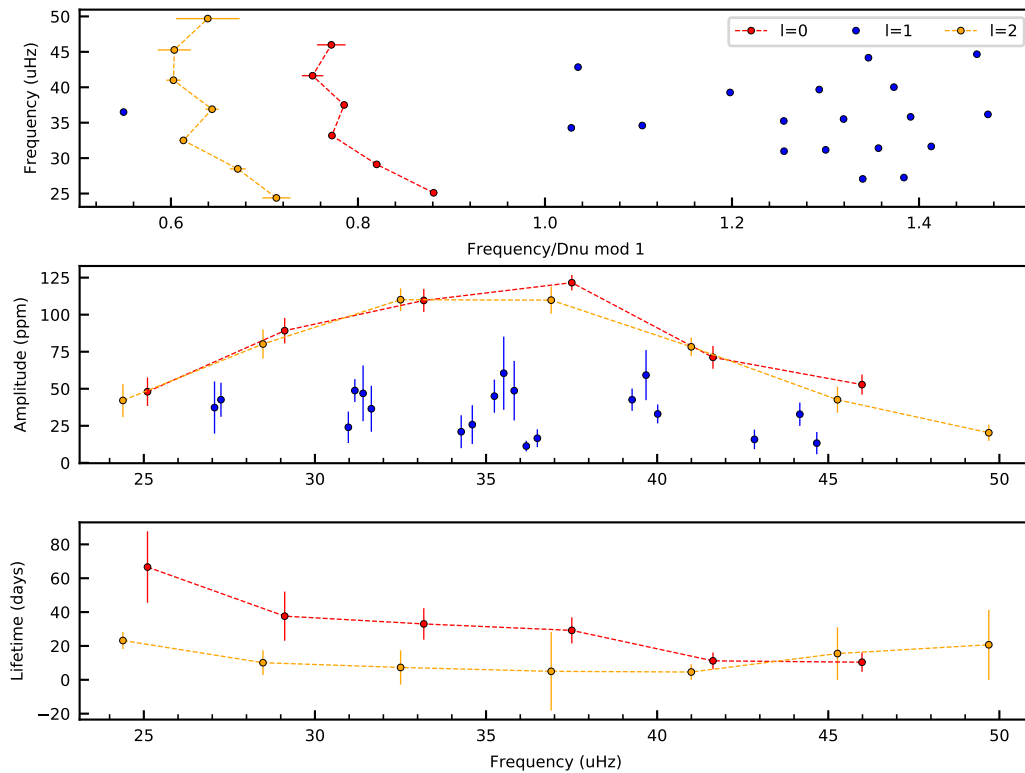 50
45
40
35
30
25
Frequency (uHz)
l=0 l=1 l=2
0.6 0.8 1.0 1.2 1.4
Frequency/Dnu mod 1
125
100
75
50
25
0
Amplitude (ppm)
25 30 35 40 45 50
80
60
40
20
0
−20
Lifetime (days)
25 30 35 40 45 50
Frequency (uHz)